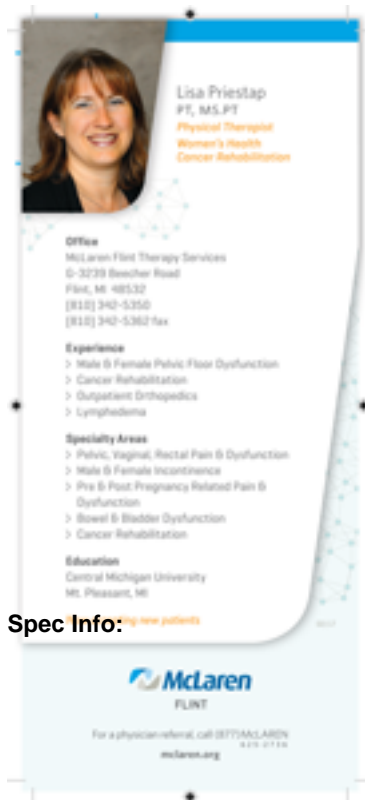 Lisa Priestap
PT, MS.PT
Physical Therapist
Women's Health
Cancer Rehabilitation
Office
McLaren Flint Therapy Services
G-3239 Beecher Road
Flint, MI 48532
(810) 342-5350
(810) 342-5362 fax
Experience
> Male & Female Pelvic Floor Dysfunction
> Cancer Rehabilitation
> Outpatient Orthopedics
> Lymphedema
Specialty Areas
> Pelvic, Vaginal, Rectal Pain & Dysfunction
> Male & Female Incontinence
> Pre & Post Pregnancy Related Pain &
Dysfunction
> Bowel & Bladder Dysfunction
> Cancer Rehabilitation
Education
Central Michigan University
Mt. Pleasant, MI
Spec Info:
new patients
McLaren
FLINT
For a physician referral, call (877) McLAREN
mclaren.org